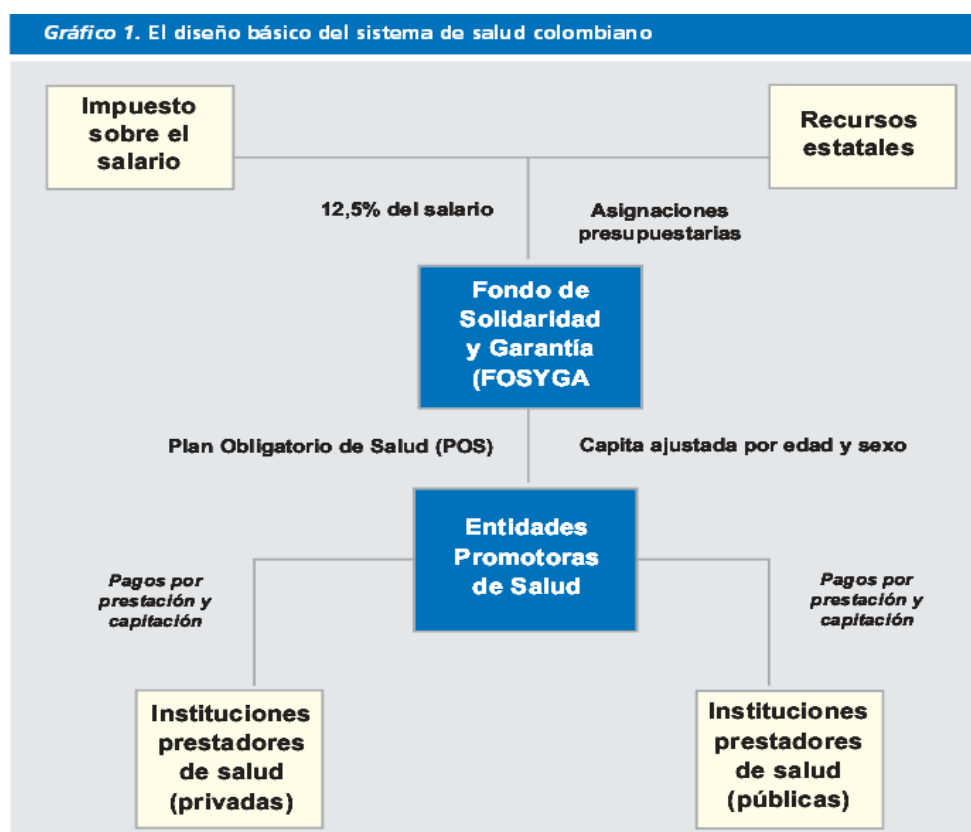 Gráfico 1. El diseño básico del sistema de salud colombiano
Impuesto
sobre el
salario
Recursos
estatales
12,5% del salario
Asignaciones
presupuestarias
Fondo de
Solidaridad
y Garantía
(FOSYGA
Plan Obligatorio de Salud (POS)
Capita ajustada por edad y sexo
Entidades
Promotoras
de Salud
Pagos por
prestación y
capitación
Pagos por
prestación y
capitación
Instituciones
prestadores
de salud
(privadas)
Instituciones
prestadores
de salud
(públicas)